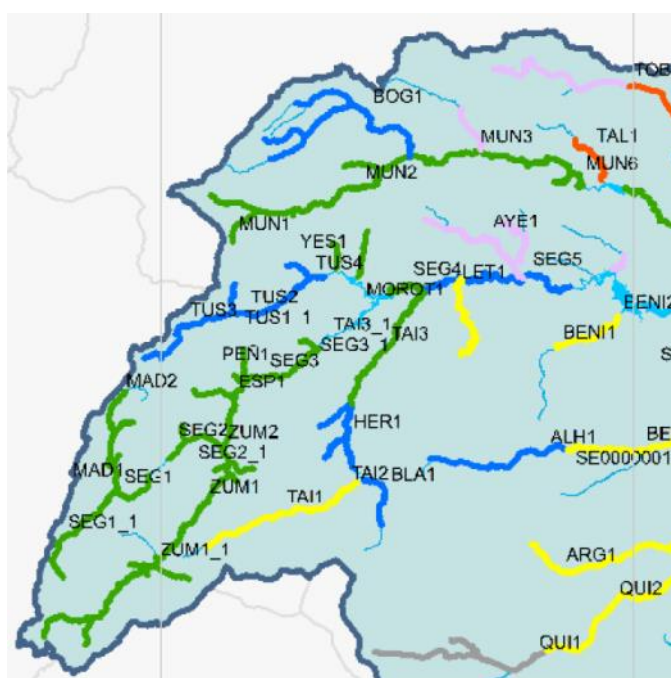 TOB
BOG1
TAL1
MUN3
MUN6
MUN2
AYE1
MUN1
YES1
TUS4
SEG4
LET1
SEG5
MOROT1
TUS2
TUS3
TUS1_1
BENI2
TAI3_1
TAI3
BENI1
SEG3_1
PEÑ1
SEG3
ESP1
MAD2
HER1
SEG2
ZUM2
ALH1
BE
SEG2_1
MAD1
SEG1
TAI2
BLA1
SE0000001
ZUM1
TAI1
SEG1_1
ZUM1_1
ARG1
QUI2
QUI1